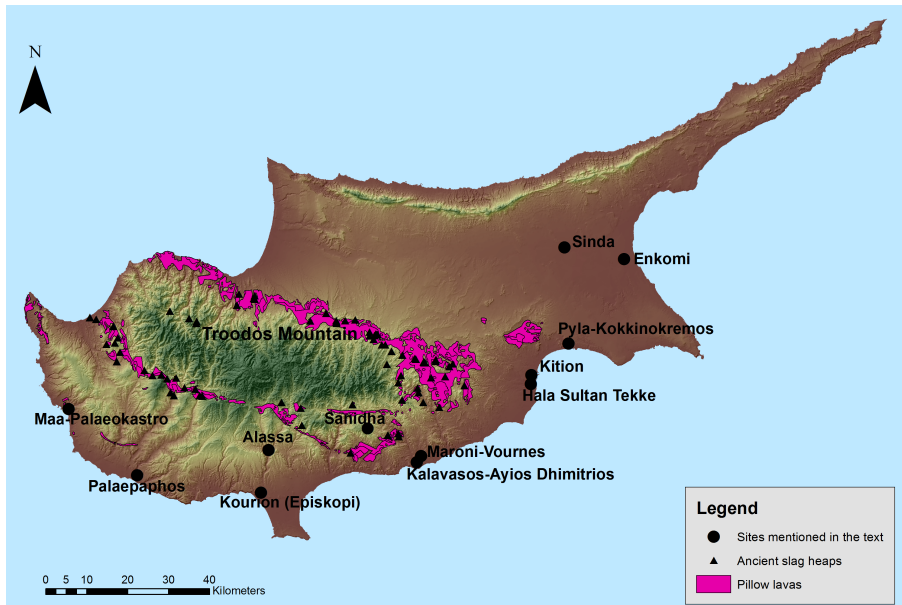 N
Sinda
Enkomi
Pyla-Kokkinokremos
Troodos Mountain
Kition
Hala Sultan Tekke
Maa-Palaeokastro
Sanidha
Alassa
Maroni-Vournes
Kalavasos-Ayios Dhimitrios
Palaepaphos
Kourion (Episkopi)
Legend
Sites mentioned in the text
Ancient slag heaps
Pillow lavas
0 5 10 20 30 40
Kilometers